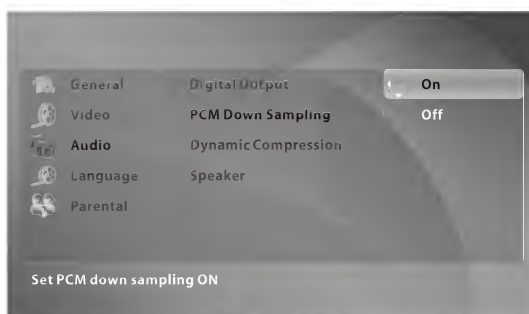 General Digital Output On
Video PCM Down Sampling Off
Audio Dynamic Compression
Language Speaker
Parental
Set PCM down sampling ON